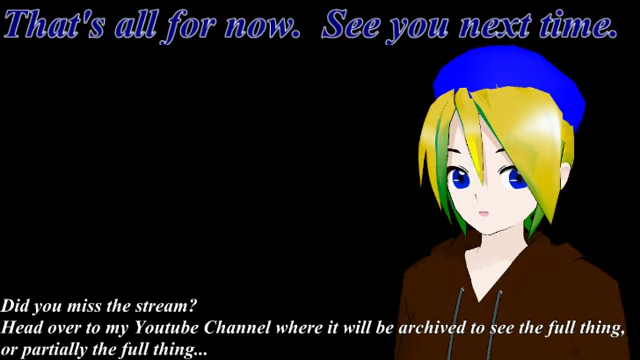 That's all for now.  See you next time.
Did you miss the stream?
Head over to my Youtube Channel where it will be archived to see the full thing,
or partially the full thing...